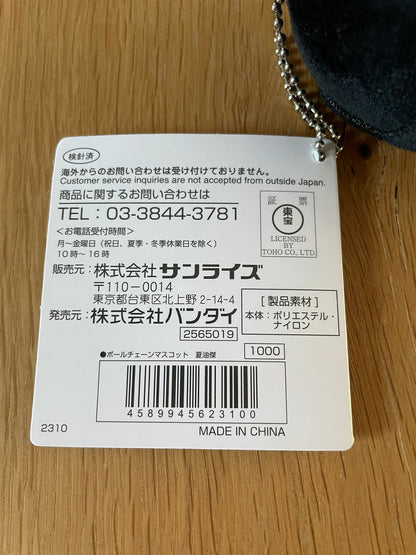 検針済
海外からのお問い合わせは受け付けておりません。
Customer service inquiries are not accepted from outside Japan.
商品に関するお問い合わせは
TEL : 03-3844-3781
<お電話受付時間>
月～金曜日（祝日、夏季・冬季休業日を除く）
10時～16時
証 票
東宝
LICENSED
BY
TOHO CO., LTD.
販売元：株式会社サンライズ
〒110-0014
東京都台東区北上野 2-14-4
発売元：株式会社バンダイ
2565019
［製品素材］
本体：ポリエステル・
ナイロン
●ボールチェーンマスコット 夏油傑
1000
4589945623100
2310
MADE IN CHINA